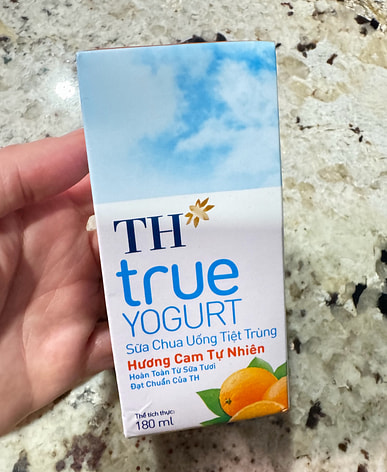 TH
true
YOGURT
Sữa Chua Uống Tiệt Trùng
Hương Cam Tự Nhiên
Hoàn Toàn Từ Sữa Tươi
Đạt Chuẩn Của TH
Thể tích thực:
180 ml